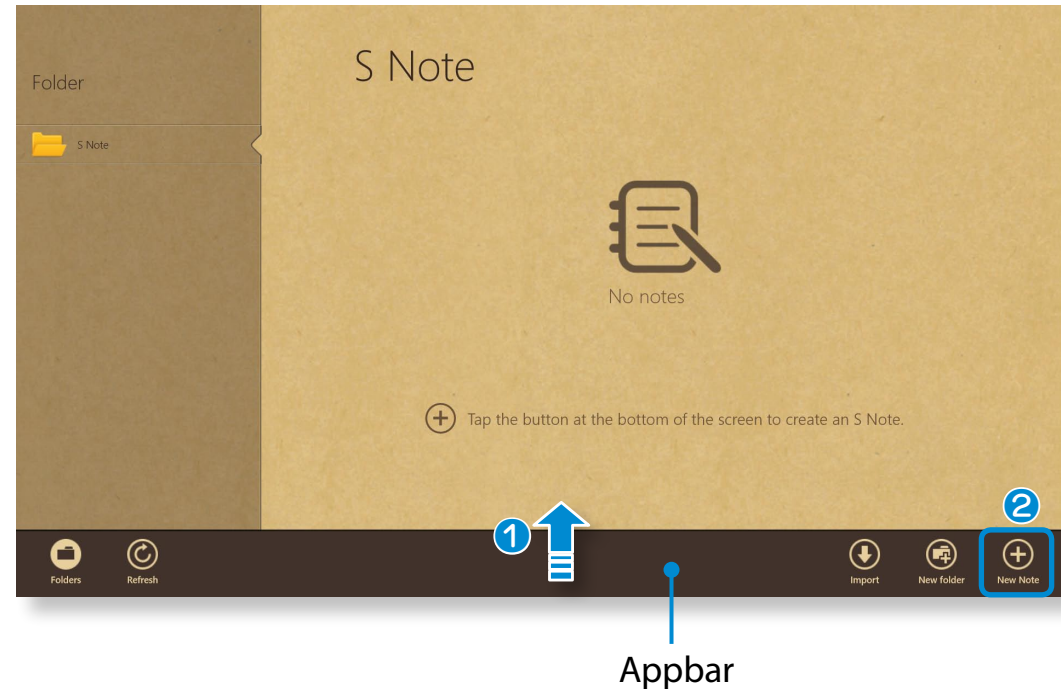 Folder
S Note
S Note
No notes
Tap the button at the bottom of the screen to create an S Note.
1
2
Folders
Refresh
Import
New folder
New Note
Appbar